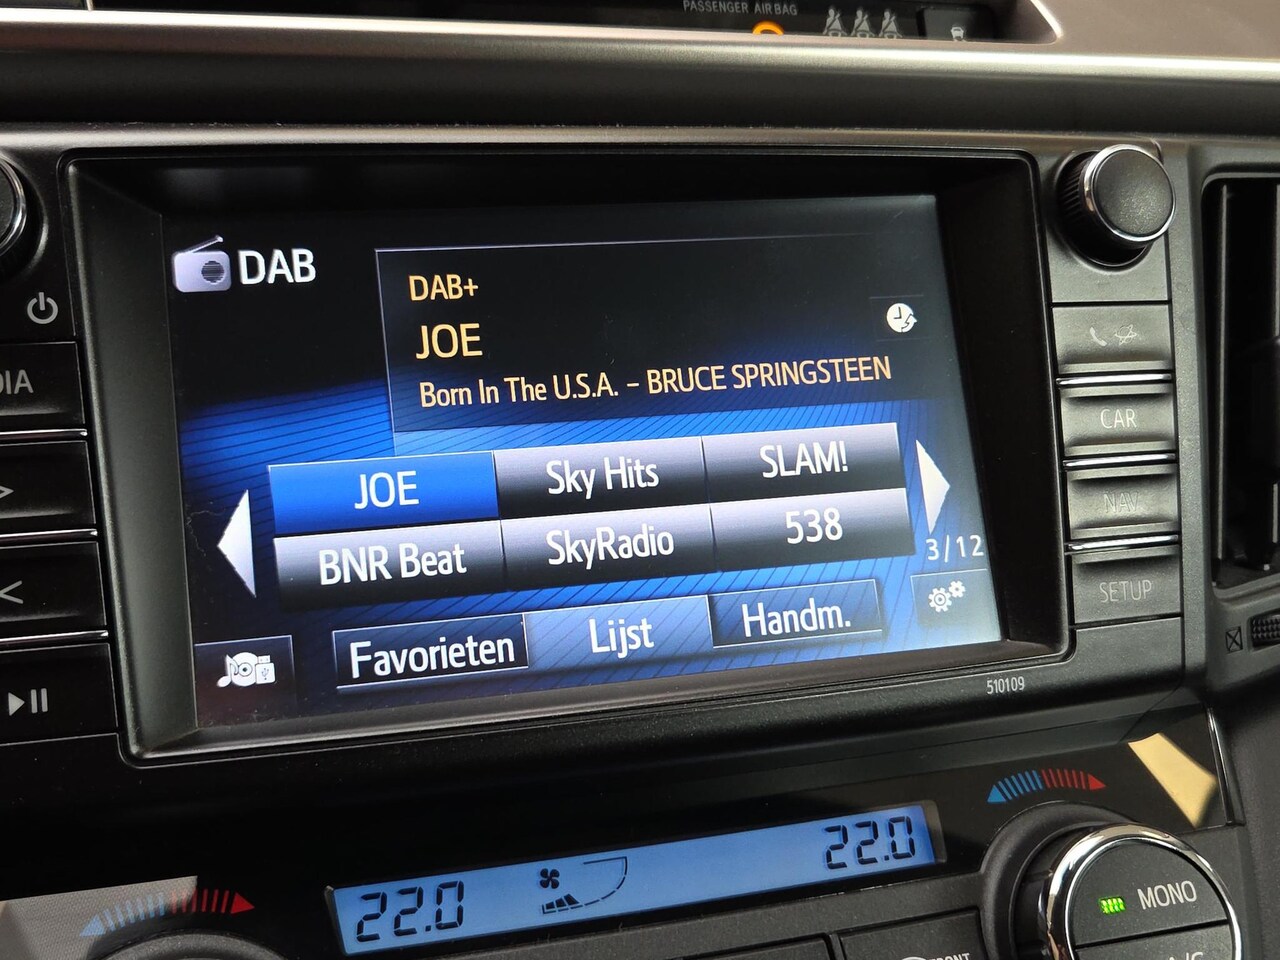 PASSENGER AIR BAG
DAB
DAB+
JOE
Born In The U.S.A. - BRUCE SPRINGSTEEN
JOE
Sky Hits
SLAM!
BNR Beat
SkyRadio
538
3/12
Favorieten
Lijst
Handm.
510109
DIA
CAR
NAV
SETUP
22.0
22.0
MONO
A/C
FRONT